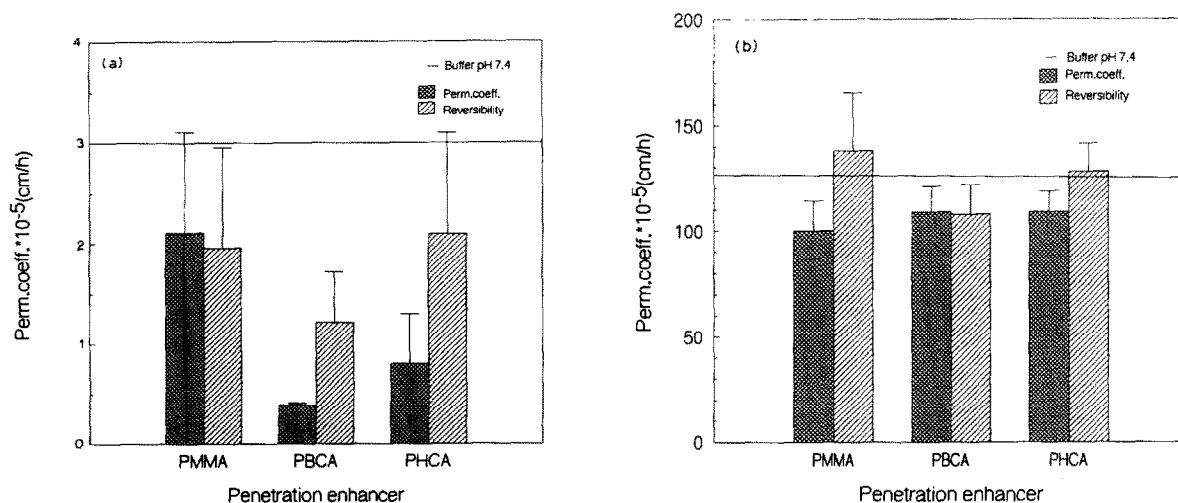 (a)
Buffer pH 7.4
Perm.coeff.
Reversibility
4
3
2
1
0
Perm.coeff.*10-5(cm/h)
PMMA PBCA PHCA
Penetration enhancer
(b)
Buffer pH 7.4
Perm.coeff.
Reversibility
200
150
100
50
0
Perm.coeff.*10-5(cm/h)
PMMA PBCA PHCA
Penetration enhancer